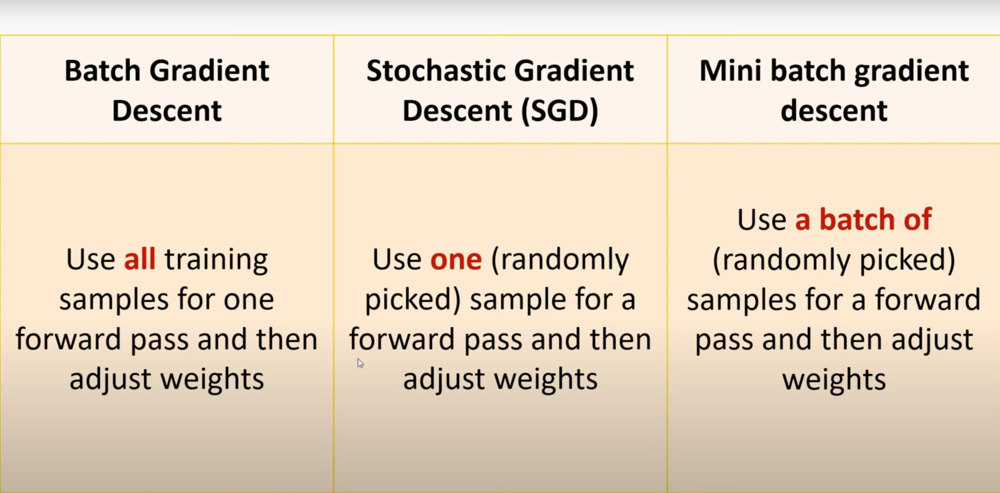 Batch Gradient
Descent
Stochastic Gradient
Descent (SGD)
Mini batch gradient
descent
Use all training
samples for one
forward pass and then
adjust weights
Use one (randomly
picked) sample for a
forward pass and then
adjust weights
Use a batch of
(randomly picked)
samples for a forward
pass and then adjust
weights